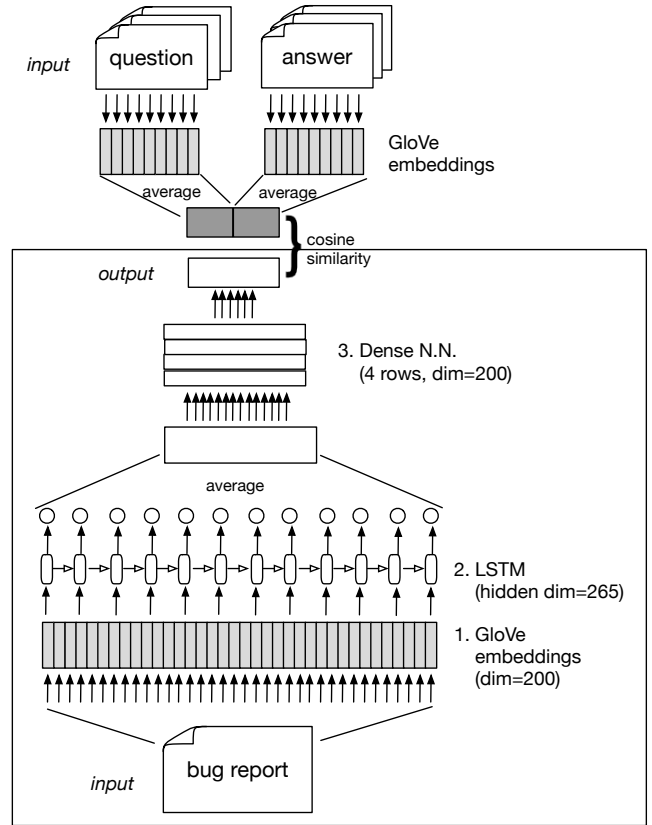 input
question
answer
GloVe
embeddings
average
average
cosine
similarity
}
output
3. Dense N.N.
(4 rows, dim=200)
average
2. LSTM
(hidden dim=265)
1. GloVe
embeddings
(dim=200)
bug report
input